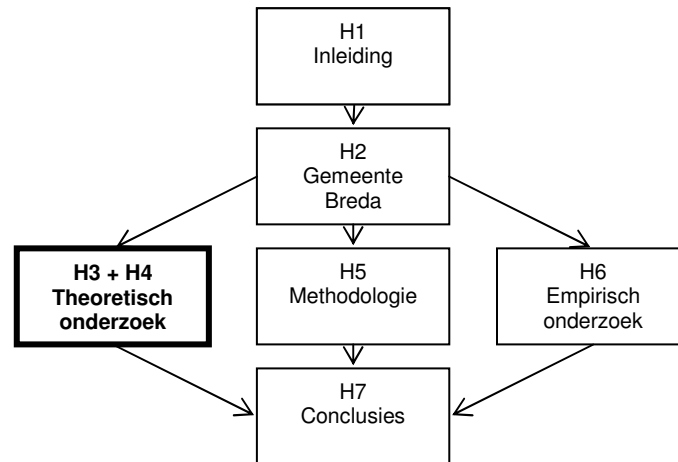 H1
Inleiding
H2
Gemeente
Breda
H3 + H4
Theoretisch
onderzoek
H5
Methodologie
H6
Empirisch
onderzoek
H7
Conclusies